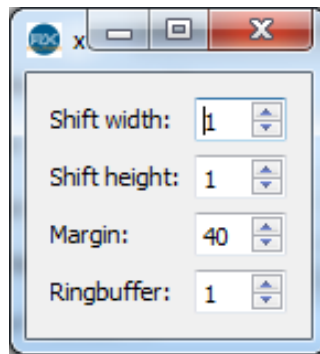 x
Shift width: 1
Shift height: 1
Margin: 40
Ringbuffer: 1